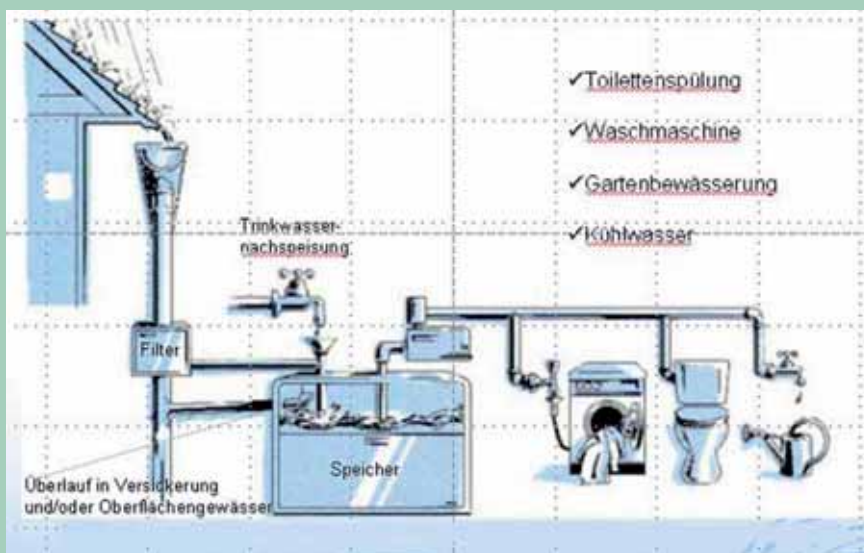 ✓Toilettenspülung
✓Waschmaschine
✓Gartenbewässerung
✓Kühlwasser
Trinkwasser-
nachspeisung
Filter
Speicher
Überlauf in Versickerung
und/oder Oberflächengewässer